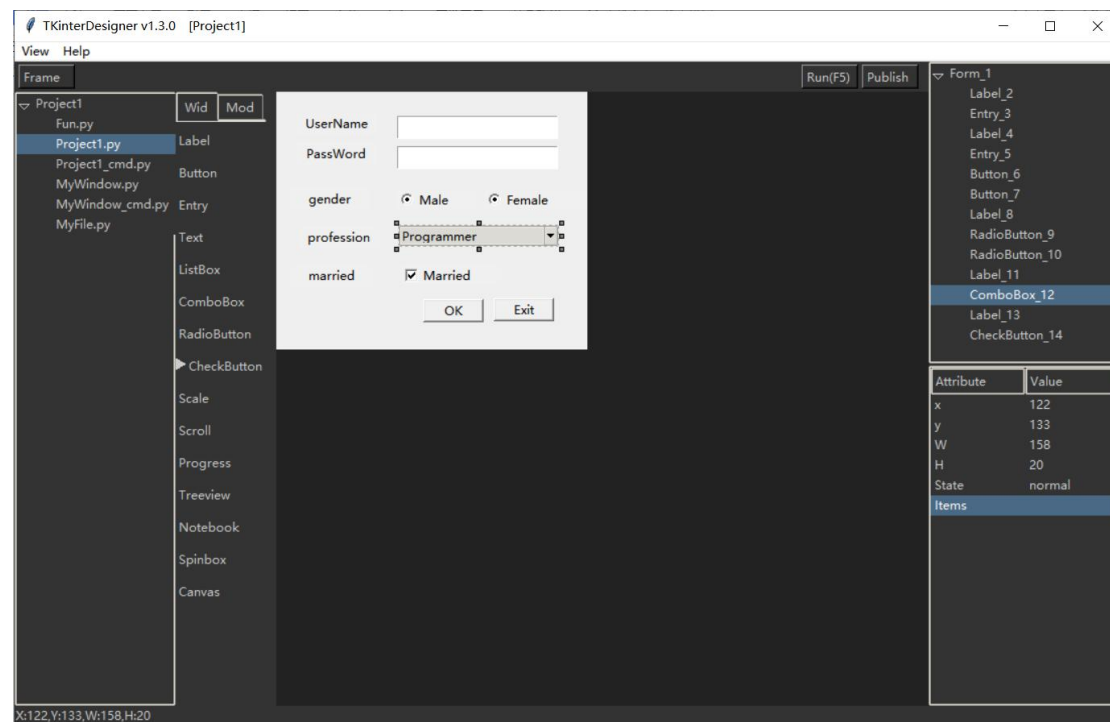 TKinterDesigner v1.3.0 [Project1]
View Help
Frame
Run(F5) Publish
Project1
Fun.py
Project1.py
Project1_cmd.py
MyWindow.py
MyWindow_cmd.py
MyFile.py
Wid Mod
Label
Button
Entry
Text
ListBox
ComboBox
RadioButton
CheckButton
Scale
Scroll
Progress
Treeview
Notebook
Spinbox
Canvas
UserName
PassWord
gender Male Female
profession Programmer
married Married
OK Exit
Form_1
Label_2
Entry_3
Label_4
Entry_5
Button_6
Button_7
Label_8
RadioButton_9
RadioButton_10
Label_11
ComboBox_12
Label_13
CheckButton_14
Attribute Value
x 122
y 133
W 158
H 20
State normal
Items
X:122,Y:133,W:158,H:20